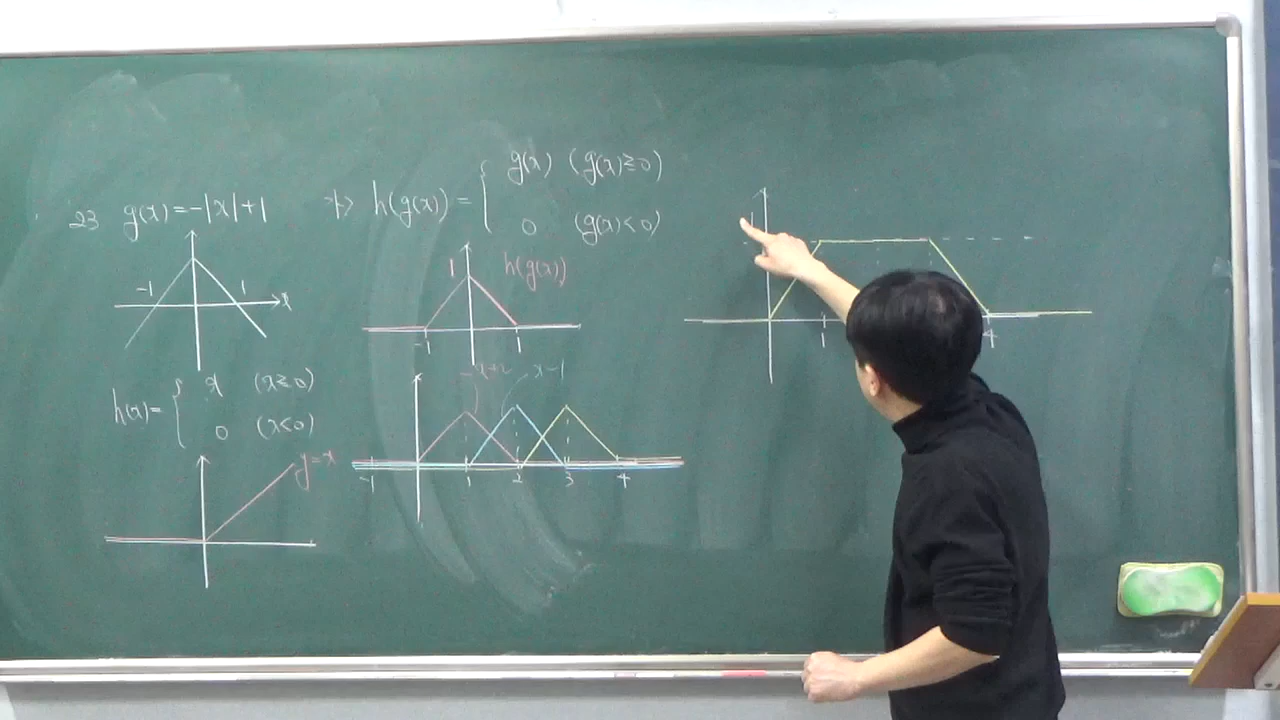 23 g(x)=-|x|+1
-1 1 x
h(x)= { x (x≥0)
0 (x<0)
y=x
h(g(x))= { g(x) (g(x)≥0)
0 (g(x)<0)
1 h(g(x))
-1 1
-x+2 x-1
-1 1 2 3 4
1 4